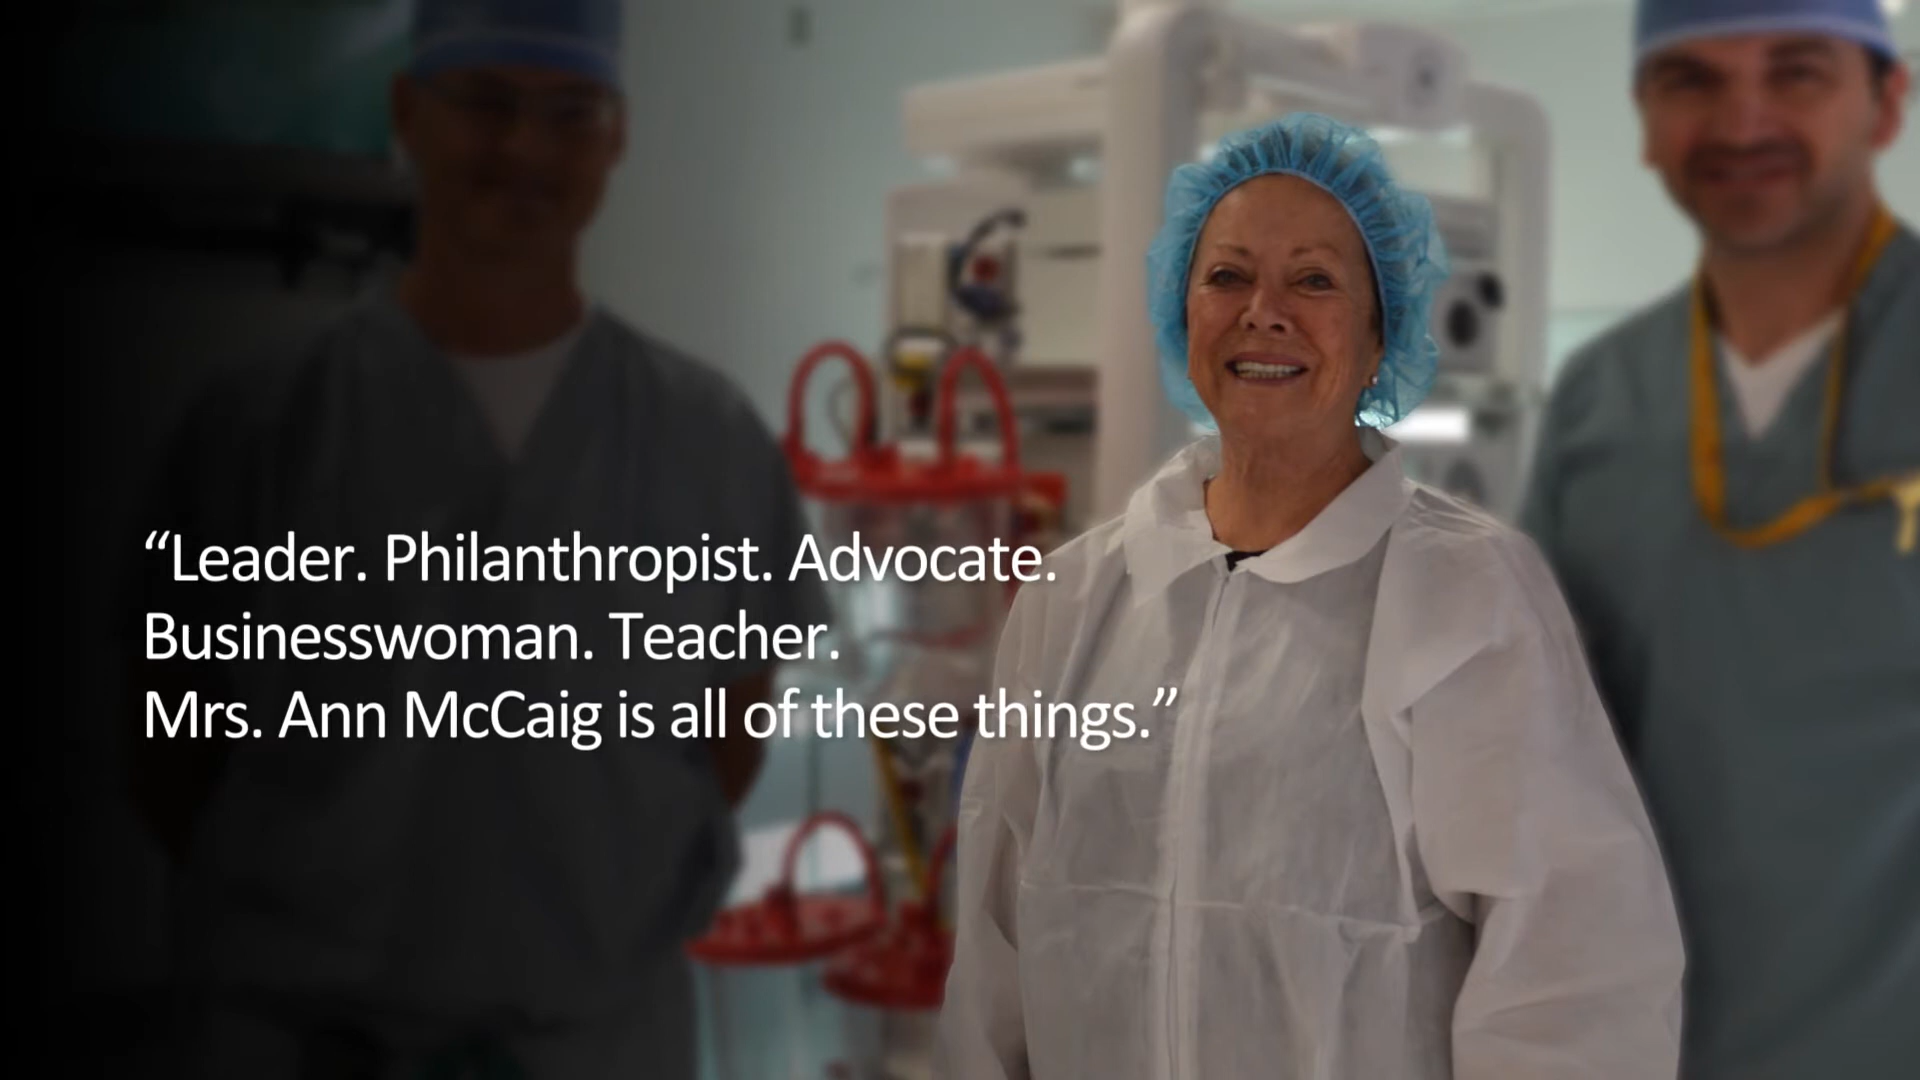 “Leader. Philanthropist. Advocate.
Businesswoman. Teacher.
Mrs. Ann McCaig is all of these things.”